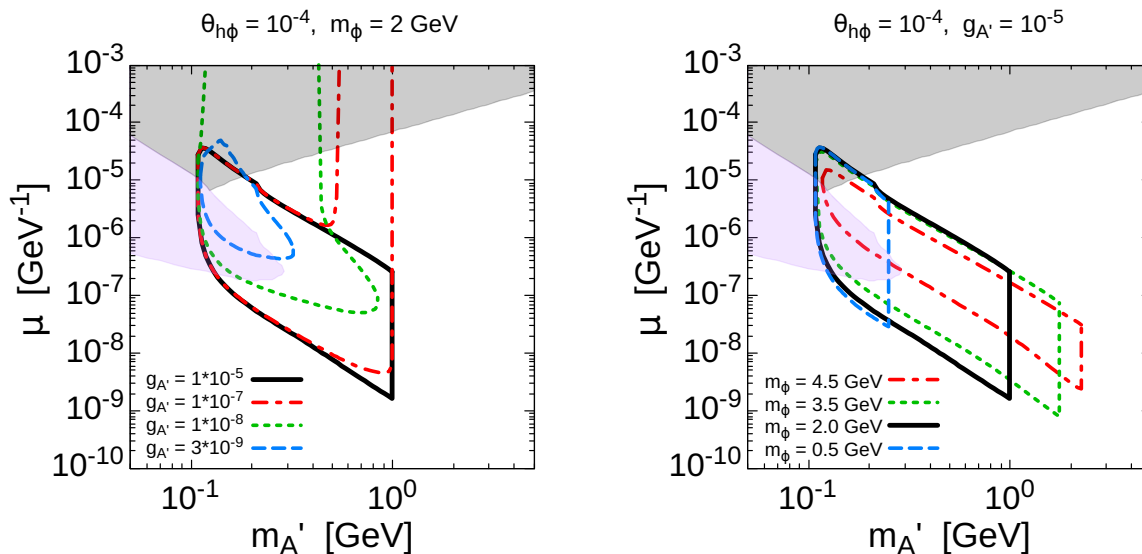 θhφ = 10-4, mφ = 2 GeV
μ [GeV-1]
10-3
10-4
10-5
10-6
10-7
10-8
10-9
10-10
gA' = 1*10-5
gA' = 1*10-7
gA' = 1*10-8
gA' = 3*10-9
10-1
100
mA' [GeV]
θhφ = 10-4, gA' = 10-5
μ [GeV-1]
10-3
10-4
10-5
10-6
10-7
10-8
10-9
10-10
mφ = 4.5 GeV
mφ = 3.5 GeV
mφ = 2.0 GeV
mφ = 0.5 GeV
10-1
100
mA' [GeV]